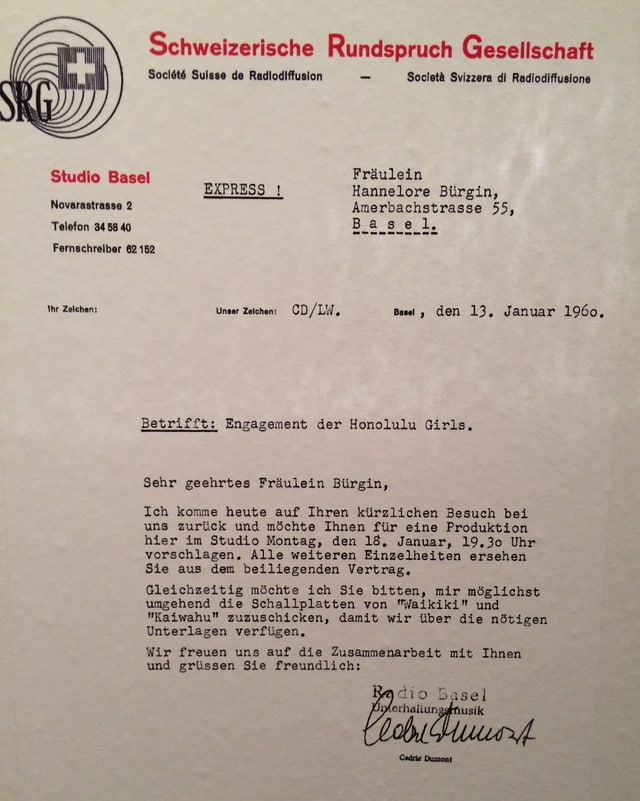 SRG
Schweizerische Rundspruch Gesellschaft
Société Suisse de Radiodiffusion — Società Svizzera di Radiodiffusione
Studio Basel
Novarastrasse 2
Telefon 34 58 40
Fernschreiber 62 152
EXPRESS !
Fräulein
Hannelore Bürgin,
Amerbachstrasse 55,
B a s e l.
Ihr Zeichen: Unser Zeichen: CD/LW. Basel, den 13. Januar 1960.
Betrifft: Engagement der Honolulu Girls.
Sehr geehrtes Fräulein Bürgin,
Ich komme heute auf Ihren kürzlichen Besuch bei
uns zurück und möchte Ihnen für eine Produktion
hier im Studio Montag, den 18. Januar, 19.30 Uhr
vorschlagen. Alle weiteren Einzelheiten ersehen
Sie aus dem beiliegenden Vertrag.
Gleichzeitig möchte ich Sie bitten, mir möglichst
umgehend die Schallplatten von "Waikiki" und
"Kaiwahu" zuzuschicken, damit wir über die nötigen
Unterlagen verfügen.
Wir freuen uns auf die Zusammenarbeit mit Ihnen
und grüssen Sie freundlich:
Radio Basel
Unterhaltungsmusik
Cedric Dumont
Cedric Dumont